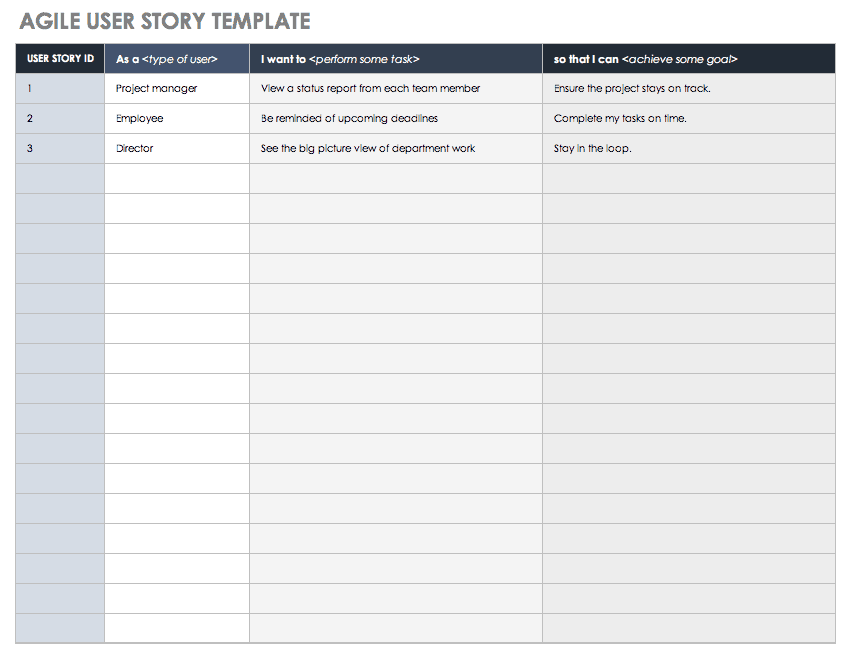 AGILE USER STORY TEMPLATE
USER STORY ID As a <type of user> I want to <perform some task> so that I can <achieve some goal>
1 Project manager View a status report from each team member Ensure the project stays on track.
2 Employee Be reminded of upcoming deadlines Complete my tasks on time.
3 Director See the big picture view of department work Stay in the loop.